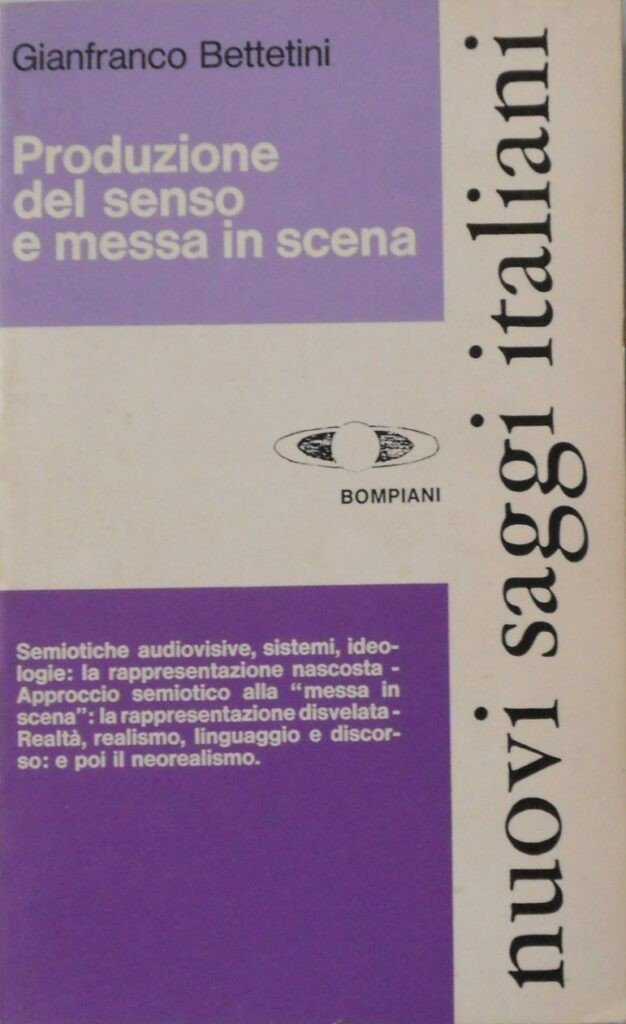 Gianfranco Bettetini
Produzione
del senso
e messa in scena
BOMPIANI
Semiotiche audiovisive, sistemi, ideo-
logie: la rappresentazione nascosta -
Approccio semiotico alla “messa in
scena”: la rappresentazione disvelata -
Realtà, realismo, linguaggio e discor-
so: e poi il neorealismo.
nuovi saggi italiani